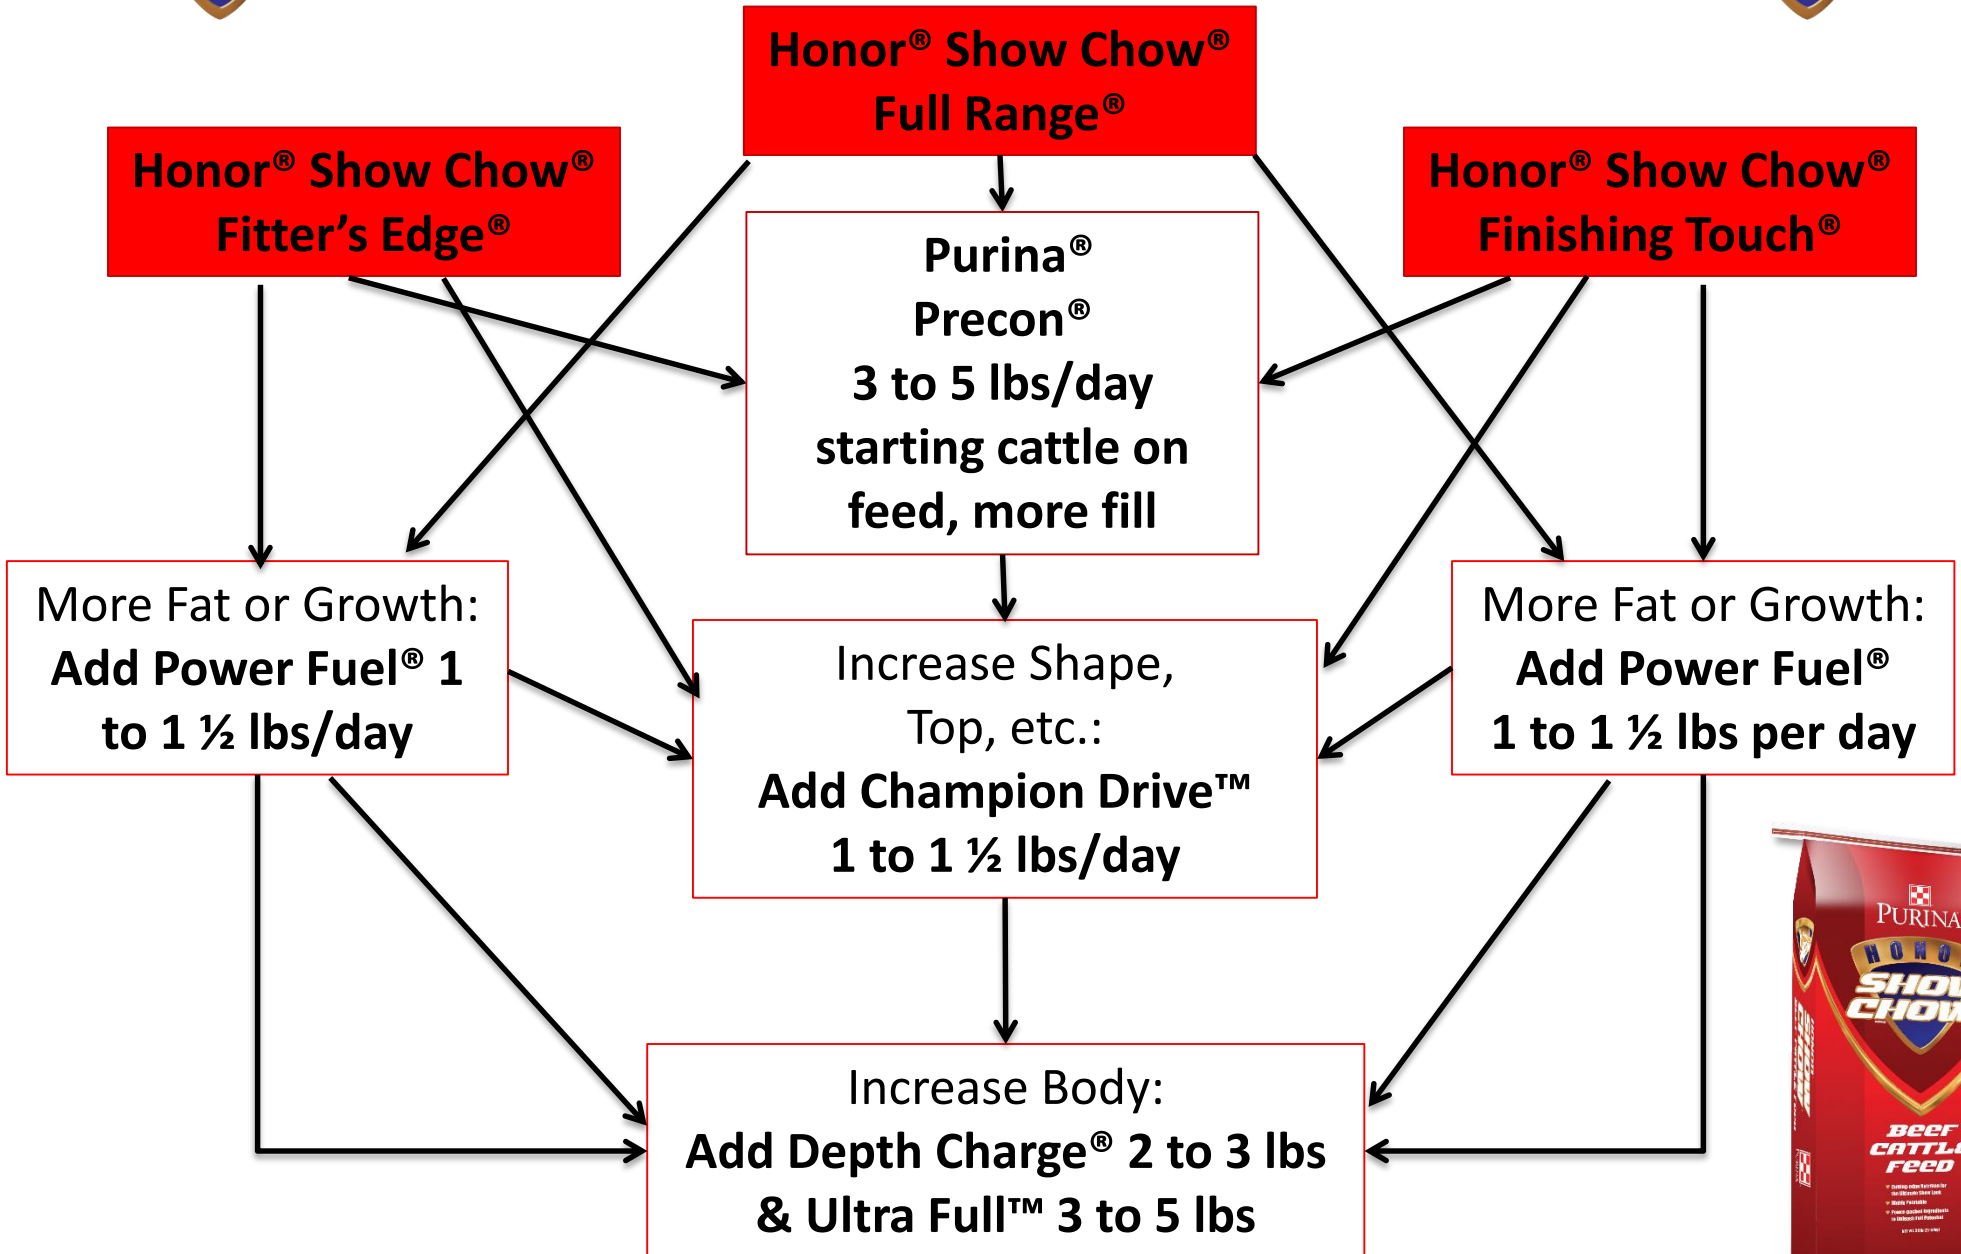 Honor® Show Chow®
Full Range®
Honor® Show Chow®
Fitter’s Edge®
Honor® Show Chow®
Finishing Touch®
Purina®
Precon®
3 to 5 lbs/day
starting cattle on
feed, more fill
More Fat or Growth:
Add Power Fuel® 1
to 1 ½ lbs/day
Increase Shape,
Top, etc.:
Add Champion Drive™
1 to 1 ½ lbs/day
More Fat or Growth:
Add Power Fuel®
1 to 1 ½ lbs per day
Increase Body:
Add Depth Charge® 2 to 3 lbs
& Ultra Full™ 3 to 5 lbs
PURINA
HONO
SHOW
CHOW
BEEF
CATTLE
FEED